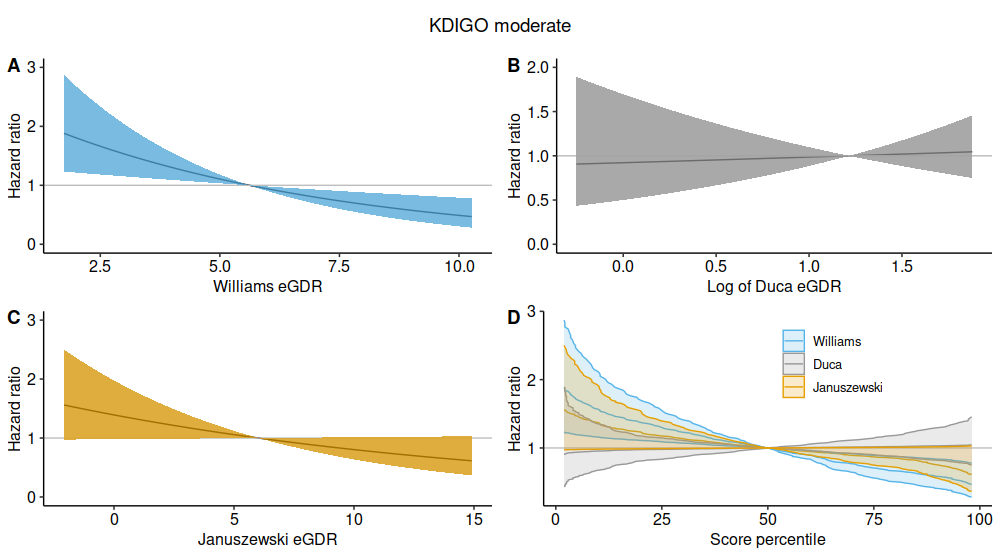 KDIGO moderate
A
3
2
1
0
Hazard ratio
2.5 5.0 7.5 10.0
Williams eGDR
B
2.0
1.5
1.0
0.5
0.0
Hazard ratio
0.0 0.5 1.0 1.5
Log of Duca eGDR
C
3
2
1
0
Hazard ratio
0 5 10 15
Januszewski eGDR
D
3
2
1
Hazard ratio
Williams
Duca
Januszewski
0 25 50 75 100
Score percentile